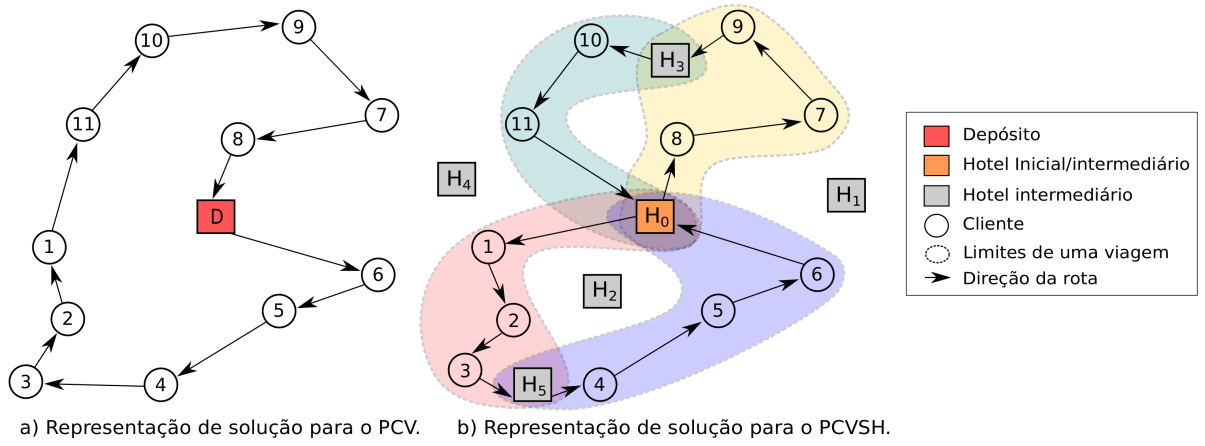 9
10
7
11
8
D
1
6
5
2
3
4
a) Representação de solução para o PCV.
9
10
H3
7
11
8
H4
H1
H0
1
6
H2
5
2
3
H5
4
b) Representação de solução para o PCVSH.
Depósito
Hotel Inicial/intermediário
Hotel intermediário
Cliente
Limites de uma viagem
Direção da rota